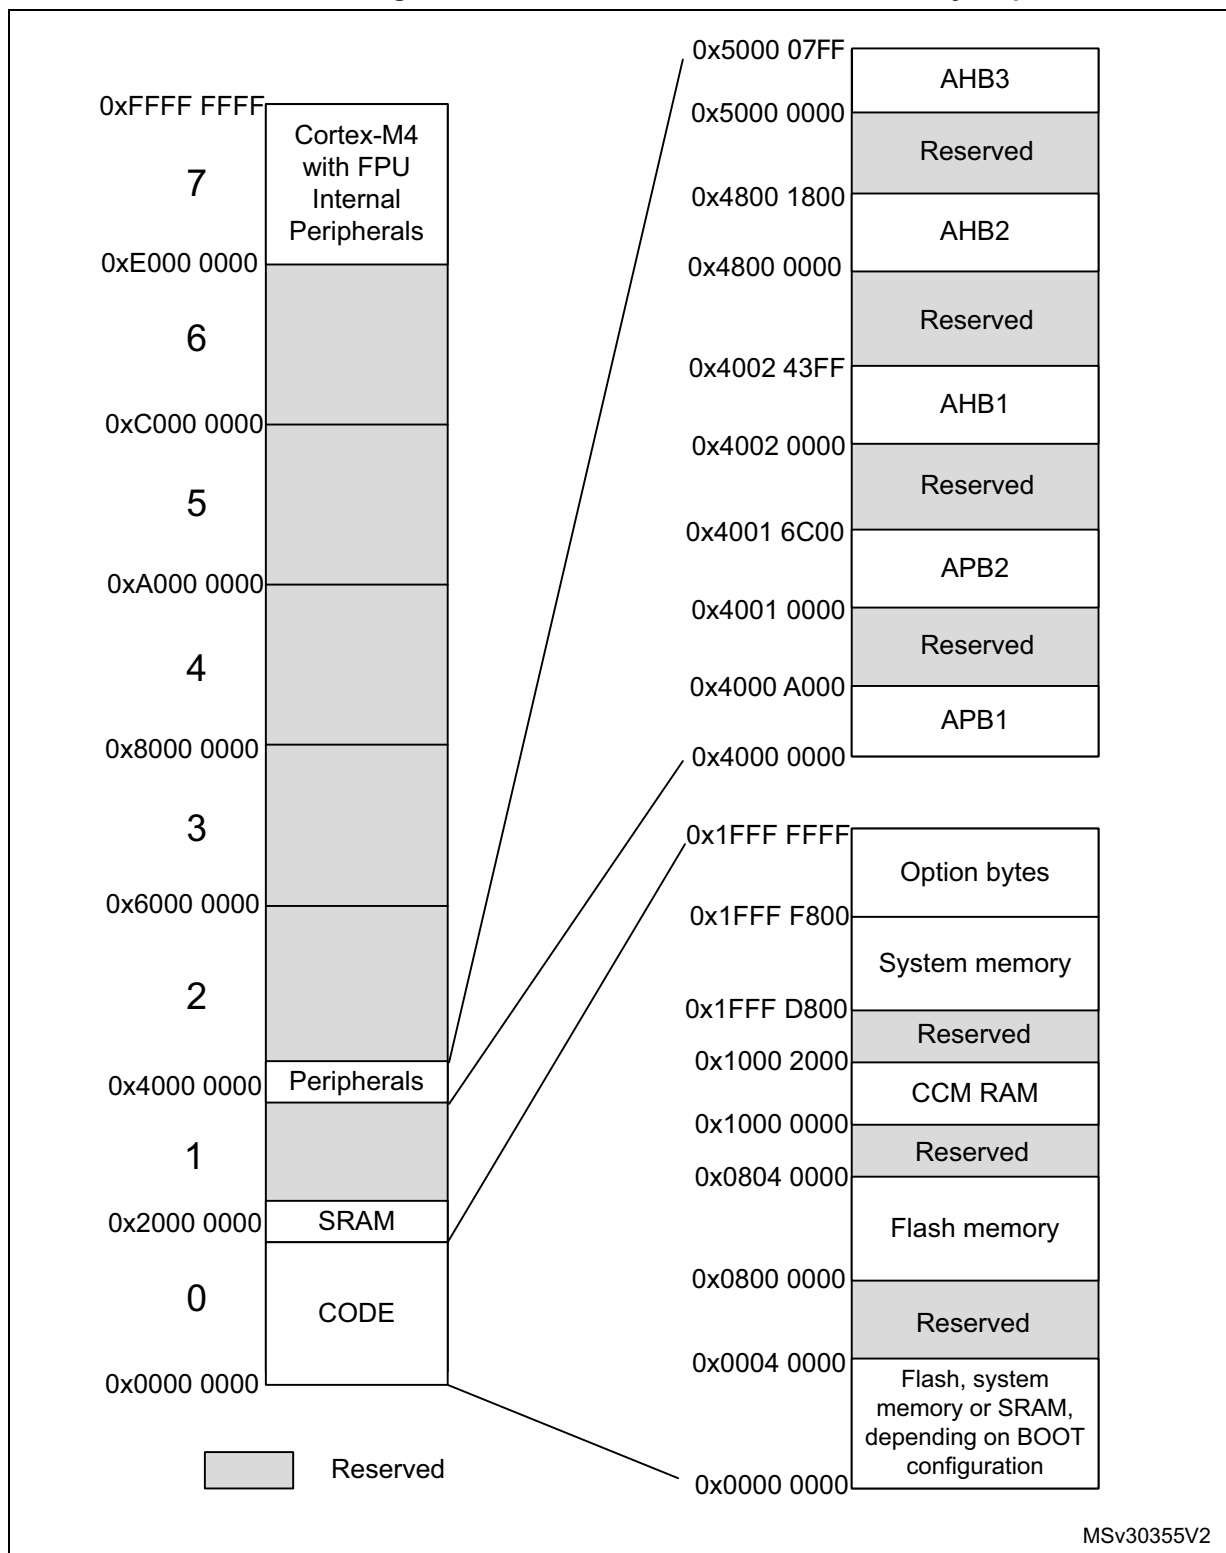 0xFFFF FFFF
7
Cortex-M4
with FPU
Internal
Peripherals
0xE000 0000
6
0xC000 0000
5
0xA000 0000
4
0x8000 0000
3
0x6000 0000
2
0x4000 0000
Peripherals
1
0x2000 0000
SRAM
0
CODE
0x0000 0000
Reserved
0x5000 07FF
AHB3
0x5000 0000
Reserved
0x4800 1800
AHB2
0x4800 0000
Reserved
0x4002 43FF
AHB1
0x4002 0000
Reserved
0x4001 6C00
APB2
0x4001 0000
Reserved
0x4000 A000
APB1
0x4000 0000
0x1FFF FFFF
Option bytes
0x1FFF F800
System memory
0x1FFF D800
Reserved
0x1000 2000
CCM RAM
0x1000 0000
Reserved
0x0804 0000
Flash memory
0x0800 0000
Reserved
0x0004 0000
Flash, system
memory or SRAM,
depending on BOOT
configuration
0x0000 0000
MSv30355V2